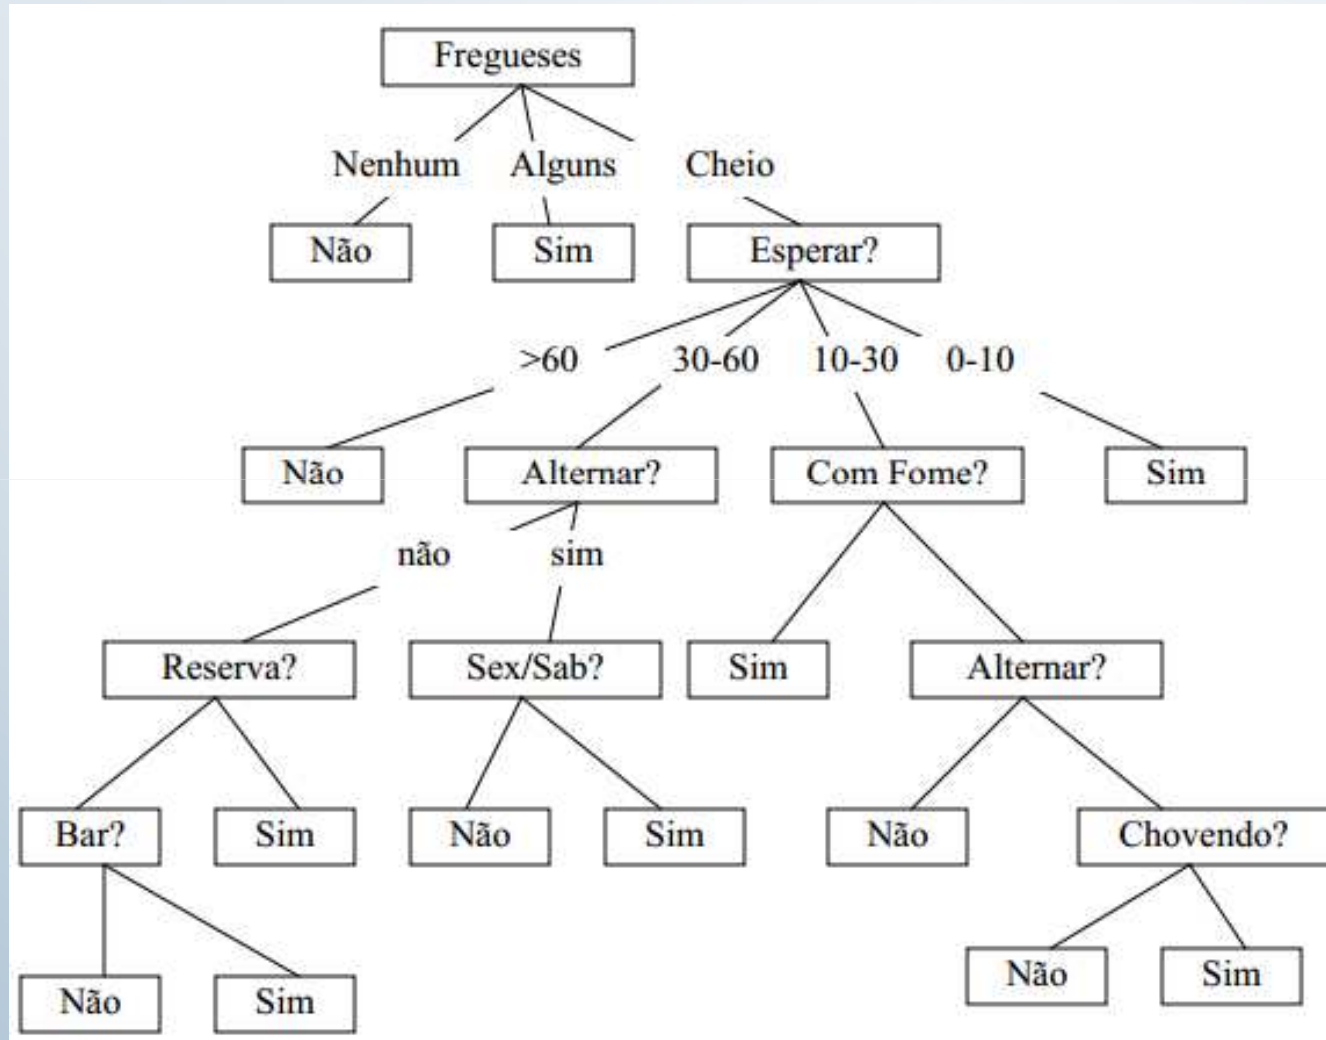 Fregueses
Nenhum Alguns Cheio
Não Sim Esperar?
>60 30-60 10-30 0-10
Não Alternar? Com Fome? Sim
não sim
Reserva? Sex/Sab? Sim Alternar?
Bar? Sim Não Sim Não Chovendo?
Não Sim
Não Sim